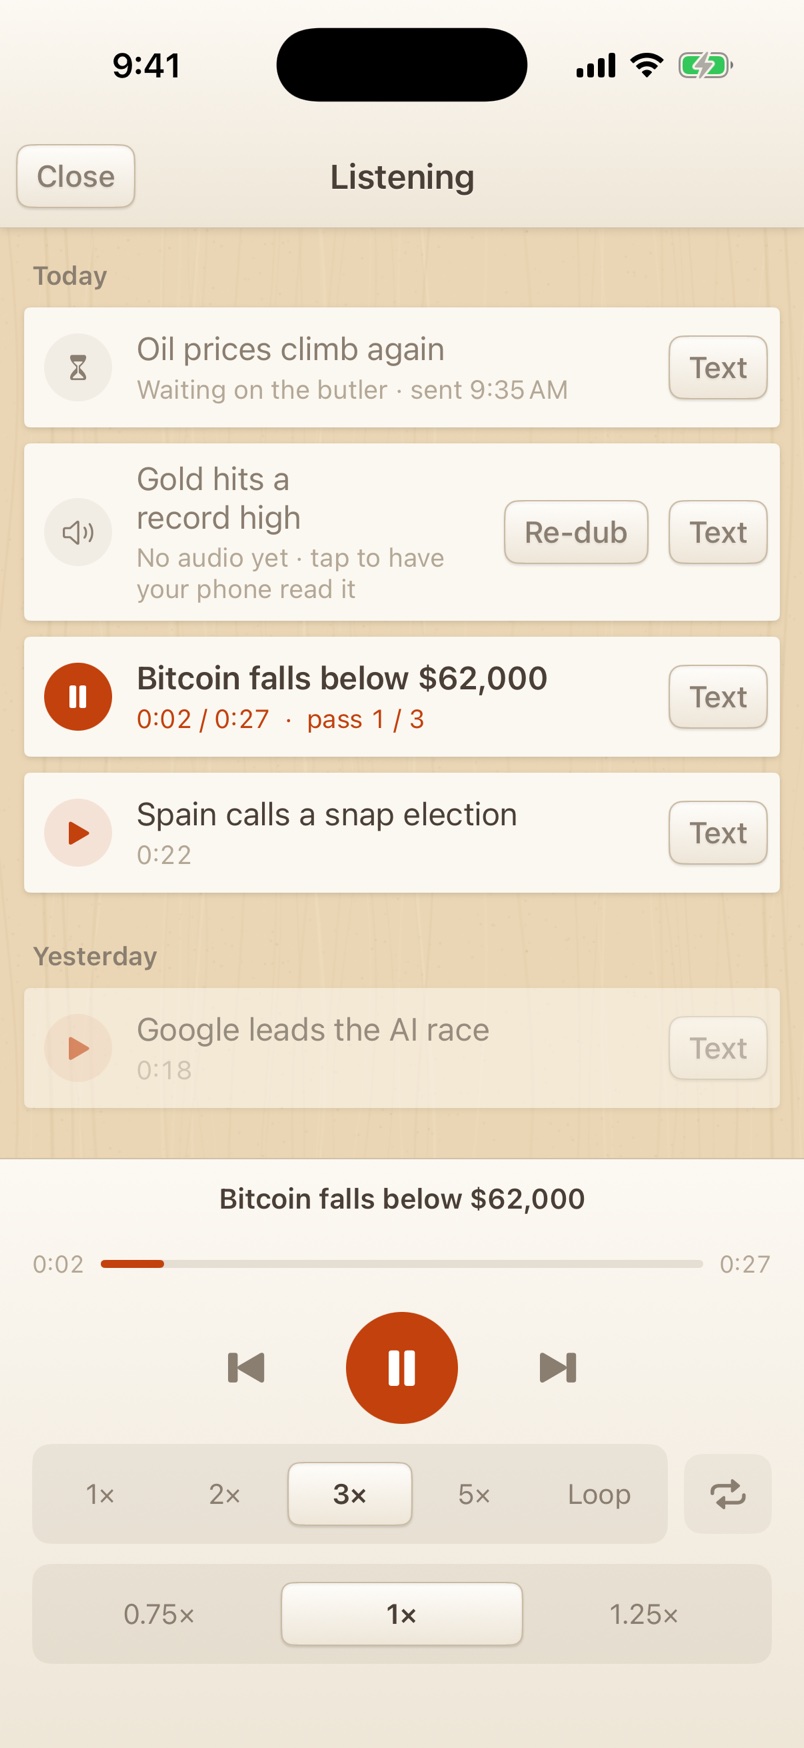 9:41
Close
Listening
Today
Oil prices climb again
Waiting on the butler · sent 9:35 AM
Text
Gold hits a
record high
No audio yet · tap to have
your phone read it
Re-dub
Text
Bitcoin falls below $62,000
0:02 / 0:27 · pass 1 / 3
Text
Spain calls a snap election
0:22
Text
Yesterday
Google leads the AI race
0:18
Text
Bitcoin falls below $62,000
0:02
0:27
1×
2×
3×
5×
Loop
0.75×
1×
1.25×